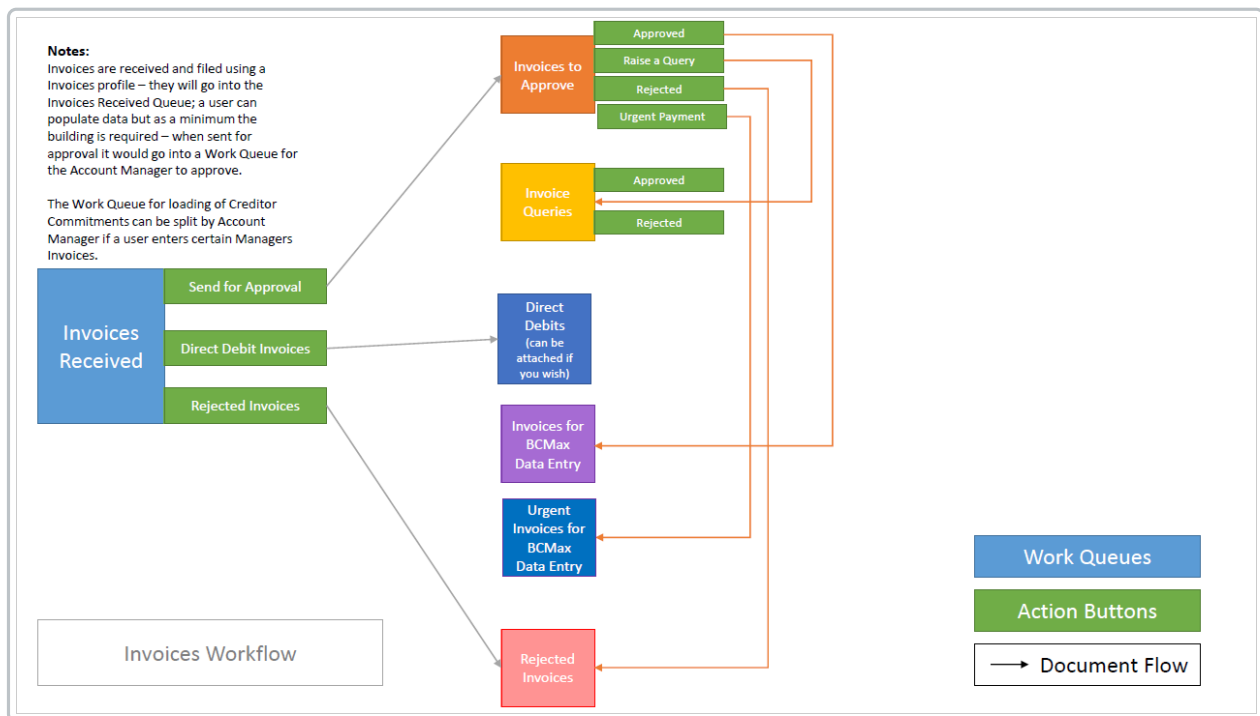 Notes:
Invoices are received and filed using a
Invoices profile – they will go into the
Invoices Received Queue; a user can
populate data but as a minimum the
building is required – when sent for
approval it would go into a Work Queue for
the Account Manager to approve.
The Work Queue for loading of Creditor
Commitments can be split by Account
Manager if a user enters certain Managers
Invoices.
Invoices
Received
Send for Approval
Direct Debit Invoices
Rejected Invoices
Invoices to
Approve
Approved
Raise a Query
Rejected
Urgent Payment
Invoice
Queries
Approved
Rejected
Direct
Debits
(can be
attached if
you wish)
Invoices for
BCMax
Data Entry
Urgent
Invoices for
BCMax
Data Entry
Rejected
Invoices
Invoices Workflow
Work Queues
Action Buttons
Document Flow